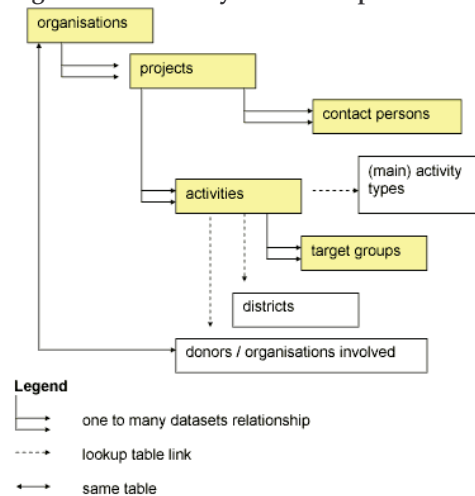 organisations
projects
contact persons
(main) activity
types
activities
target groups
districts
donors / organisations involved
Legend
one to many datasets relationship
lookup table link
same table